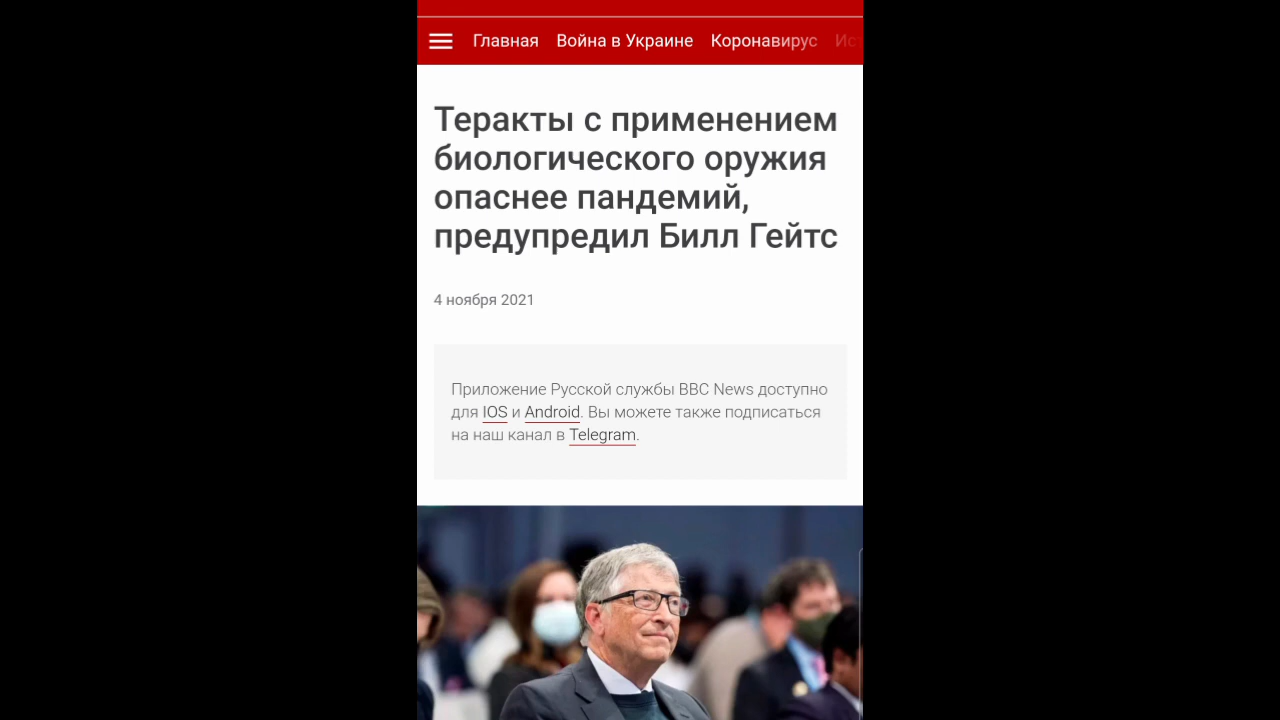 Главная Война в Украине Коронавирус Ис
Теракты с применением
биологического оружия
опаснее пандемий,
предупредил Билл Гейтс
4 ноября 2021
Приложение Русской службы BBC News доступно
для IOS и Android. Вы можете также подписаться
на наш канал в Telegram.